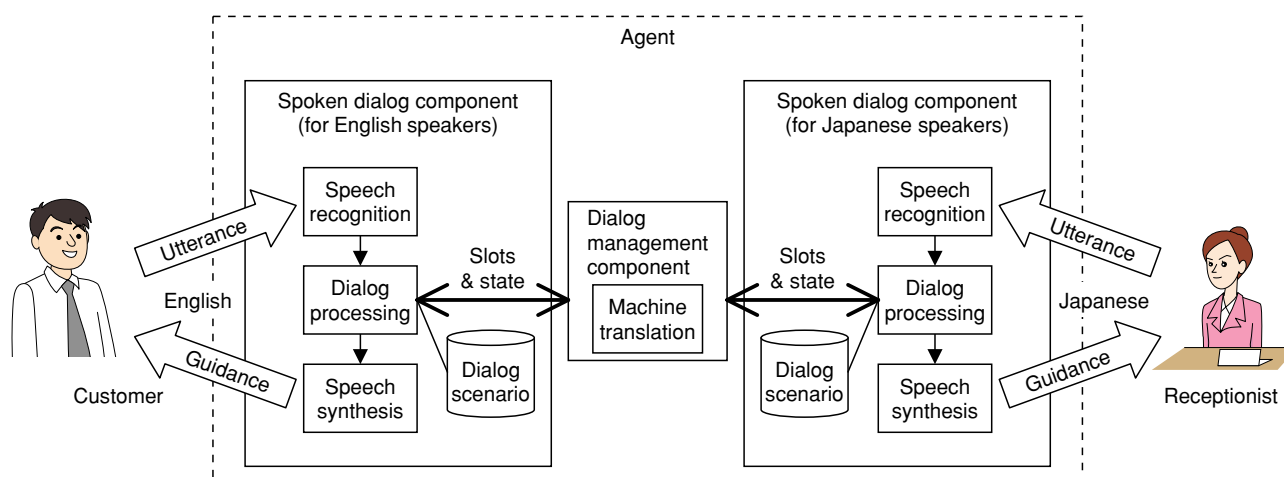 Agent
Spoken dialog component
(for English speakers)
Speech
recognition
Dialog
processing
Speech
synthesis
Dialog
scenario
Slots
& state
Utterance
English
Guidance
Customer
Dialog
management
component
Machine
translation
Spoken dialog component
(for Japanese speakers)
Slots
& state
Speech
recognition
Dialog
processing
Speech
synthesis
Dialog
scenario
Utterance
Japanese
Guidance
Receptionist